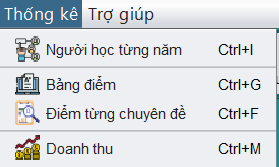 Thống kê Trợ giúp
Người học từng năm Ctrl+I
Bảng điểm Ctrl+G
Điểm từng chuyên đề Ctrl+F
Doanh thu Ctrl+M